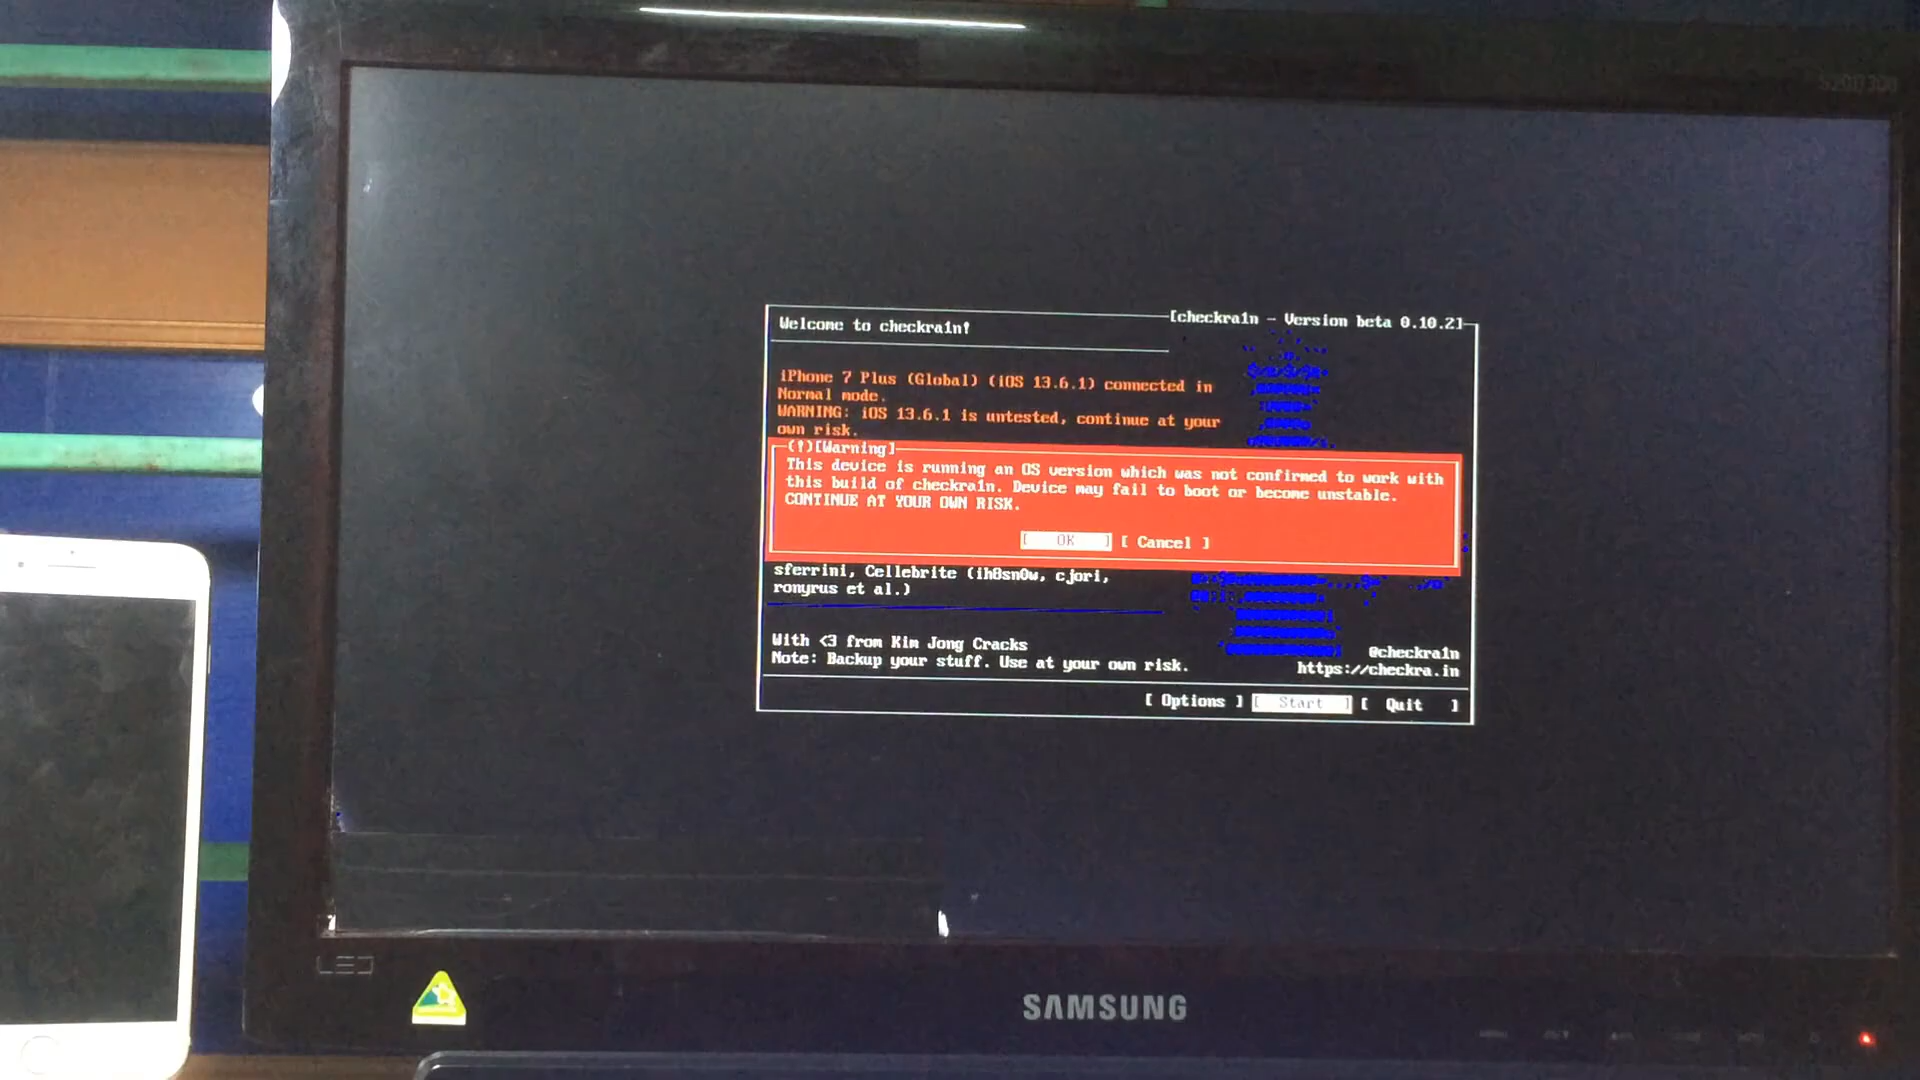 S20D300
Welcome to checkra1n!
[checkra1n - Version beta 0.10.2]
iPhone 7 Plus (Global) (iOS 13.6.1) connected in
Normal mode.
WARNING: iOS 13.6.1 is untested, continue at your
own risk.
(!)[Warning]
This device is running an OS version which was not confirmed to work with
this build of checkra1n. Device may fail to boot or become unstable.
CONTINUE AT YOUR OWN RISK.
[ OK ] [ Cancel ]
sferrini, Cellebrite (ih8sn0w, cjori,
ronyrus et al.)
With <3 from Kim Jong Cracks
Note: Backup your stuff. Use at your own risk.
@checkra1n
https://checkra.in
[ Options ] [ Start ] [ Quit ]
LED
SAMSUNG